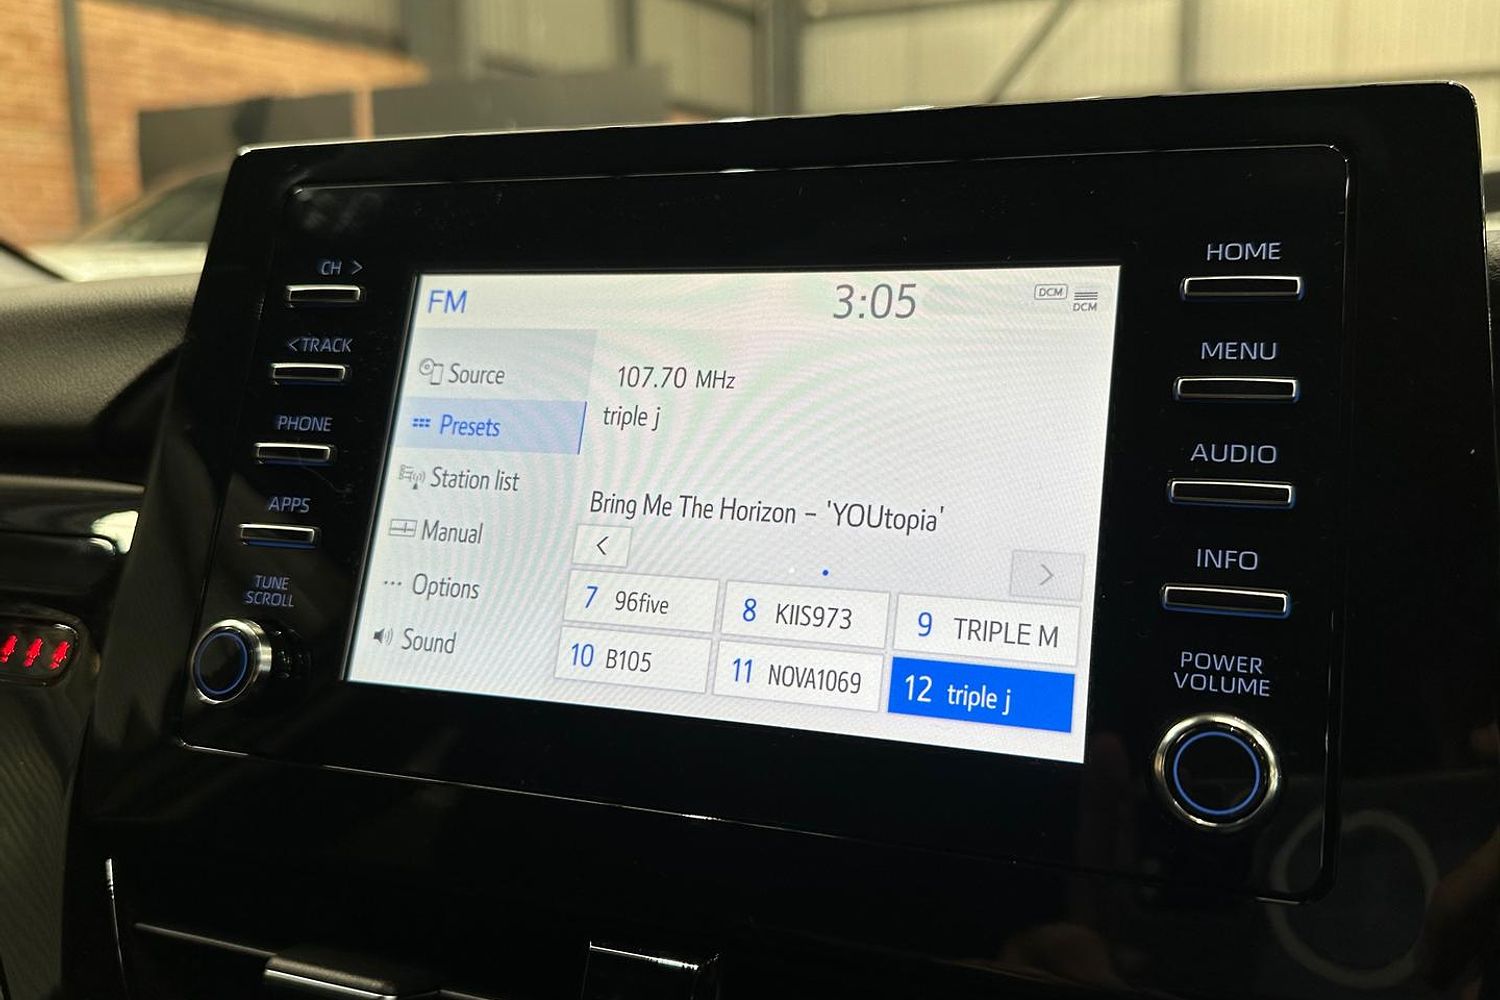 CH >
< TRACK
PHONE
APPS
TUNE
SCROLL
FM
3:05
DCM
DCM
Source
Presets
Station list
Manual
Options
Sound
107.70 MHz
triple j
Bring Me The Horizon – 'YOUtopia'
<
>
7 96five
8 KIIS973
9 TRIPLE M
10 B105
11 NOVA1069
12 triple j
HOME
MENU
AUDIO
INFO
POWER
VOLUME